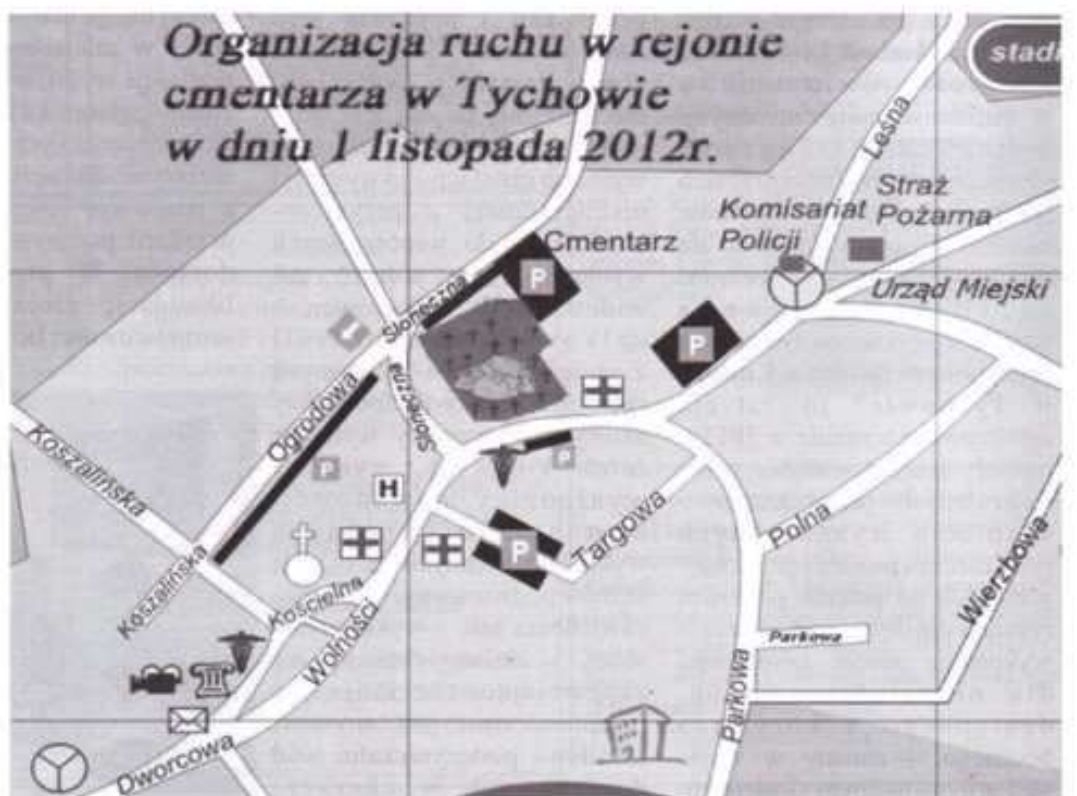 Organizacja ruchu w rejonie
cmentarza w Tychowie
w dniu 1 listopada 2012r.
stadi
Leśna
Straż
Pożarna
Komisariat
Policji
Cmentarz
P
Urząd Miejski
Słoneczna
P
Ogrodowa
Słoneczna
Koszalińska
P
P
H
P
Targowa
Polna
Wierzbowa
Koszalińska
Kościelna
Wolności
Parkowa
Parkowa
Dworcowa